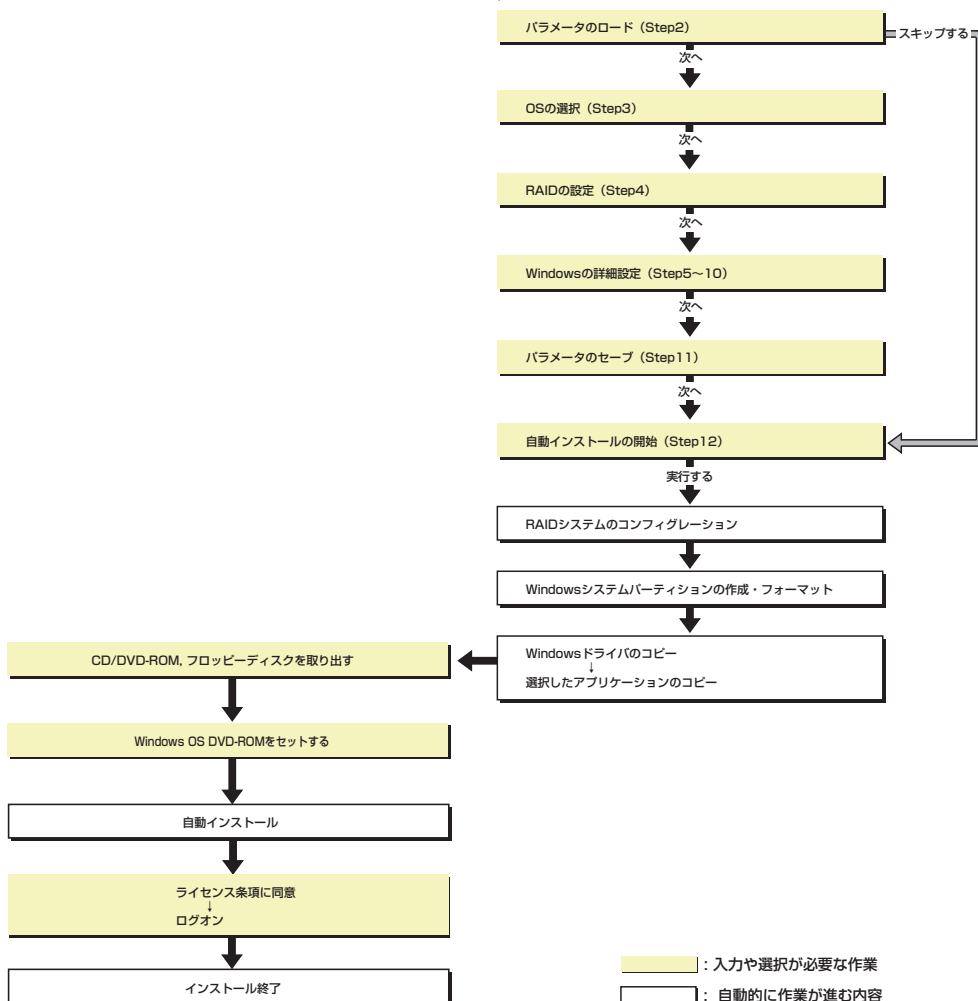 パラメータのロード（Step2）
スキップする
次へ
OSの選択（Step3）
次へ
RAIDの設定（Step4）
次へ
Windowsの詳細設定（Step5～10）
次へ
パラメータのセーブ（Step11）
次へ
自動インストールの開始（Step12）
実行する
RAIDシステムのコンフィグレーション
Windowsシステムパーティションの作成・フォーマット
Windowsドライバのコピー
↓
選択したアプリケーションのコピー
CD/DVD-ROM, フロッピーディスクを取り出す
Windows OS DVD-ROMをセットする
自動インストール
ライセンス条項に同意
↓
ログオン
インストール終了
：入力や選択が必要な作業
：自動的に作業が進む内容